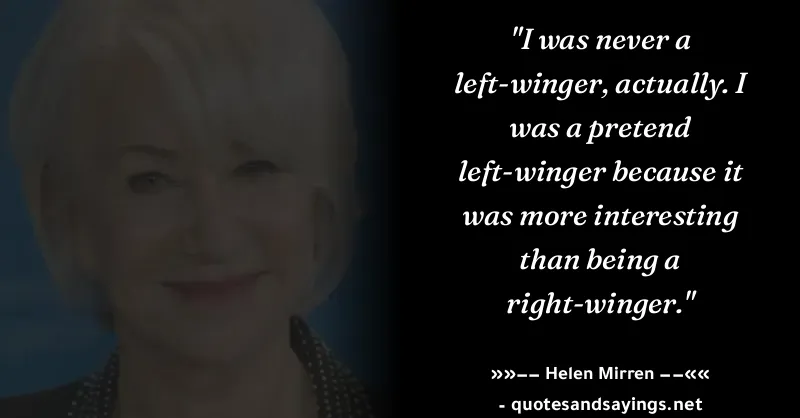 "I was never a
left-winger, actually. I
was a pretend
left-winger because it
was more interesting
than being a
right-winger."
»»−− Helen Mirren −−««
- quotesandsayings.net